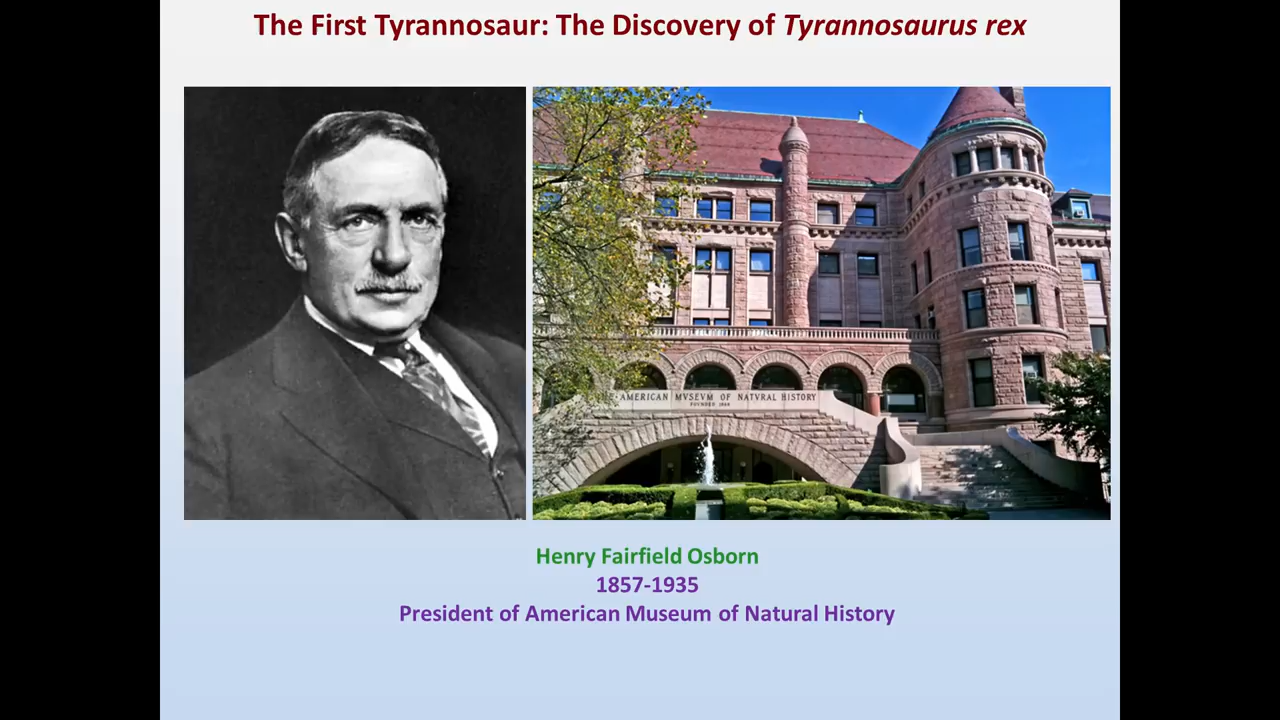 The First Tyrannosaur: The Discovery of Tyrannosaurus rex
AMERICAN MVSEVM OF NATVRAL HISTORY
Henry Fairfield Osborn
1857-1935
President of American Museum of Natural History